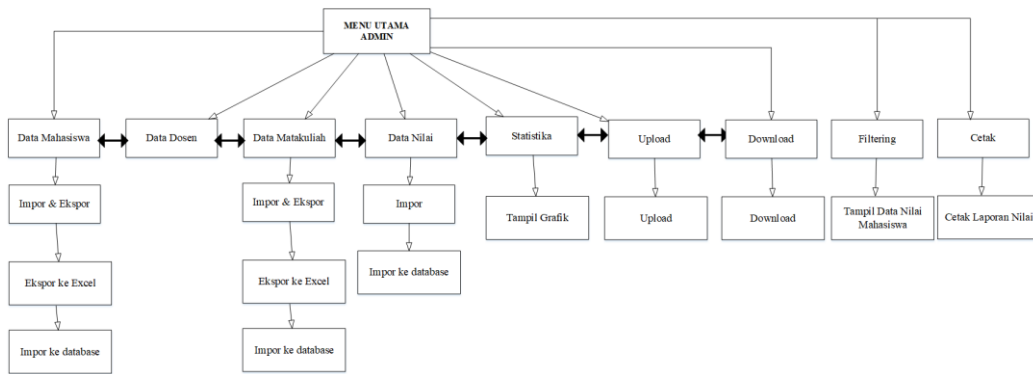 MENU UTAMA
ADMIN
Data Mahasiswa
Data Dosen
Data Matakuliah
Data Nilai
Statistika
Upload
Download
Filtering
Cetak
Impor & Ekspor
Impor & Ekspor
Impor
Tampil Grafik
Upload
Download
Tampil Data Nilai
Mahasiswa
Cetak Laporan Nilai
Ekspor ke Excel
Ekspor ke Excel
Impor ke database
Impor ke database
Impor ke database